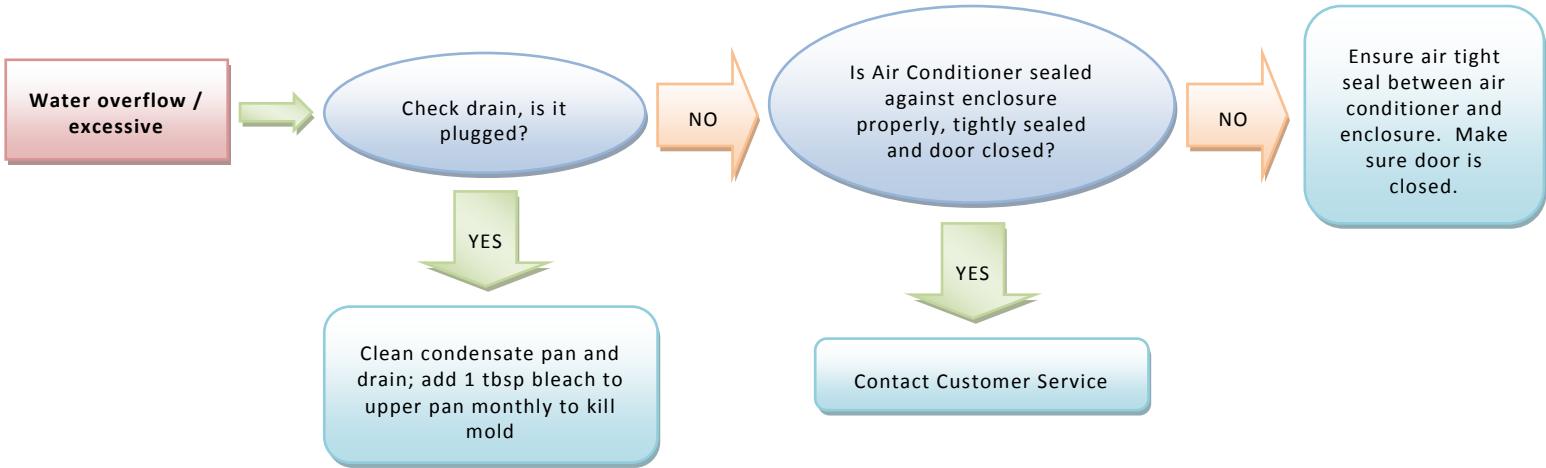 Water overflow /
excessive
Check drain, is it
plugged?
NO
Is Air Conditioner sealed
against enclosure
properly, tightly sealed
and door closed?
NO
Ensure air tight
seal between air
conditioner and
enclosure.  Make
sure door is
closed.
YES
YES
Clean condensate pan and
drain; add 1 tbsp bleach to
upper pan monthly to kill
mold
Contact Customer Service